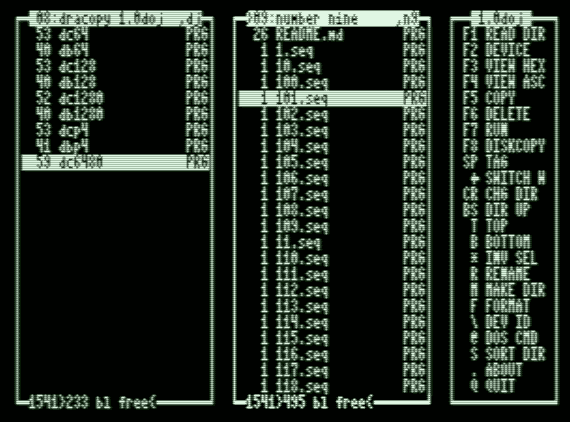 08:dracopy 1.0doj ,dj
53 dc64 PRG
40 db64 PRG
53 dc128 PRG
40 db128 PRG
52 dc1280 PRG
40 db1280 PRG
53 dcp4 PRG
41 dbp4 PRG
59 dc6480 PRG
1541)233 bl free(
)09:number nine ,n9
26 README.md PRG
1 1.seq PRG
1 10.seq PRG
1 100.seq PRG
1 101.seq PRG
1 102.seq PRG
1 103.seq PRG
1 104.seq PRG
1 105.seq PRG
1 106.seq PRG
1 107.seq PRG
1 108.seq PRG
1 109.seq PRG
1 11.seq PRG
1 110.seq PRG
1 111.seq PRG
1 112.seq PRG
1 113.seq PRG
1 114.seq PRG
1 115.seq PRG
1 116.seq PRG
1 117.seq PRG
1 118.seq PRG
1541)495 bl free(
1.0doj
F1 READ DIR
F2 DEVICE
F3 VIEW HEX
F4 VIEW ASC
F5 COPY
F6 DELETE
F7 RUN
F8 DISKCOPY
SP TAG
← SWITCH W
CR CHG DIR
BS DIR UP
T TOP
B BOTTOM
* INV SEL
R RENAME
M MAKE DIR
F FORMAT
\ DEV ID
@ DOS CMD
S SORT DIR
. ABOUT
Q QUIT